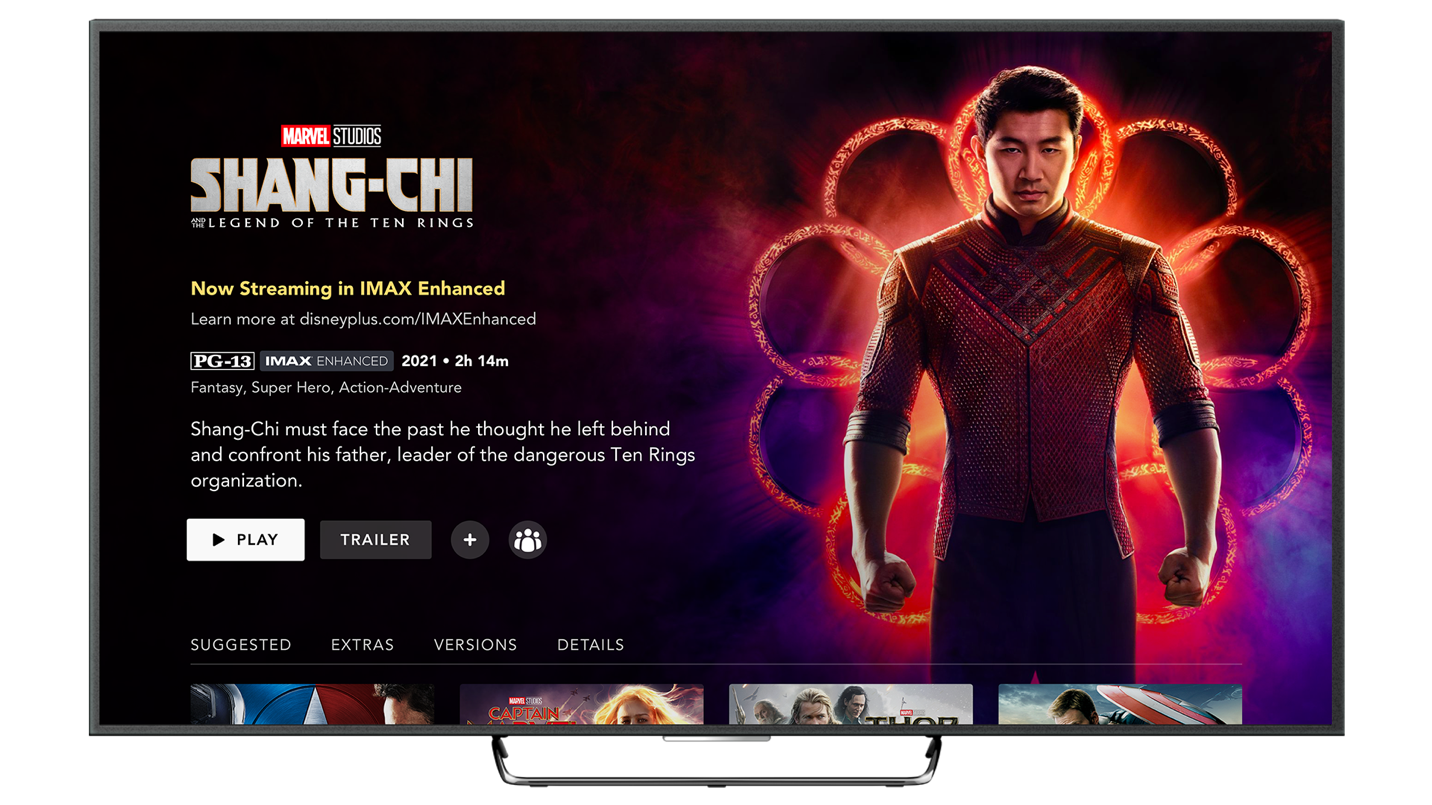 MARVEL STUDIOS
SHANG-CHI
AND THE LEGEND OF THE TEN RINGS
Now Streaming in IMAX Enhanced
Learn more at disneyplus.com/IMAXEnhanced
PG-13 IMAX ENHANCED 2021 • 2h 14m
Fantasy, Super Hero, Action-Adventure
Shang-Chi must face the past he thought he left behind
and confront his father, leader of the dangerous Ten Rings
organization.
PLAY TRAILER +
SUGGESTED EXTRAS VERSIONS DETAILS
MARVEL STUDIOS
CAPTAIN
THOR